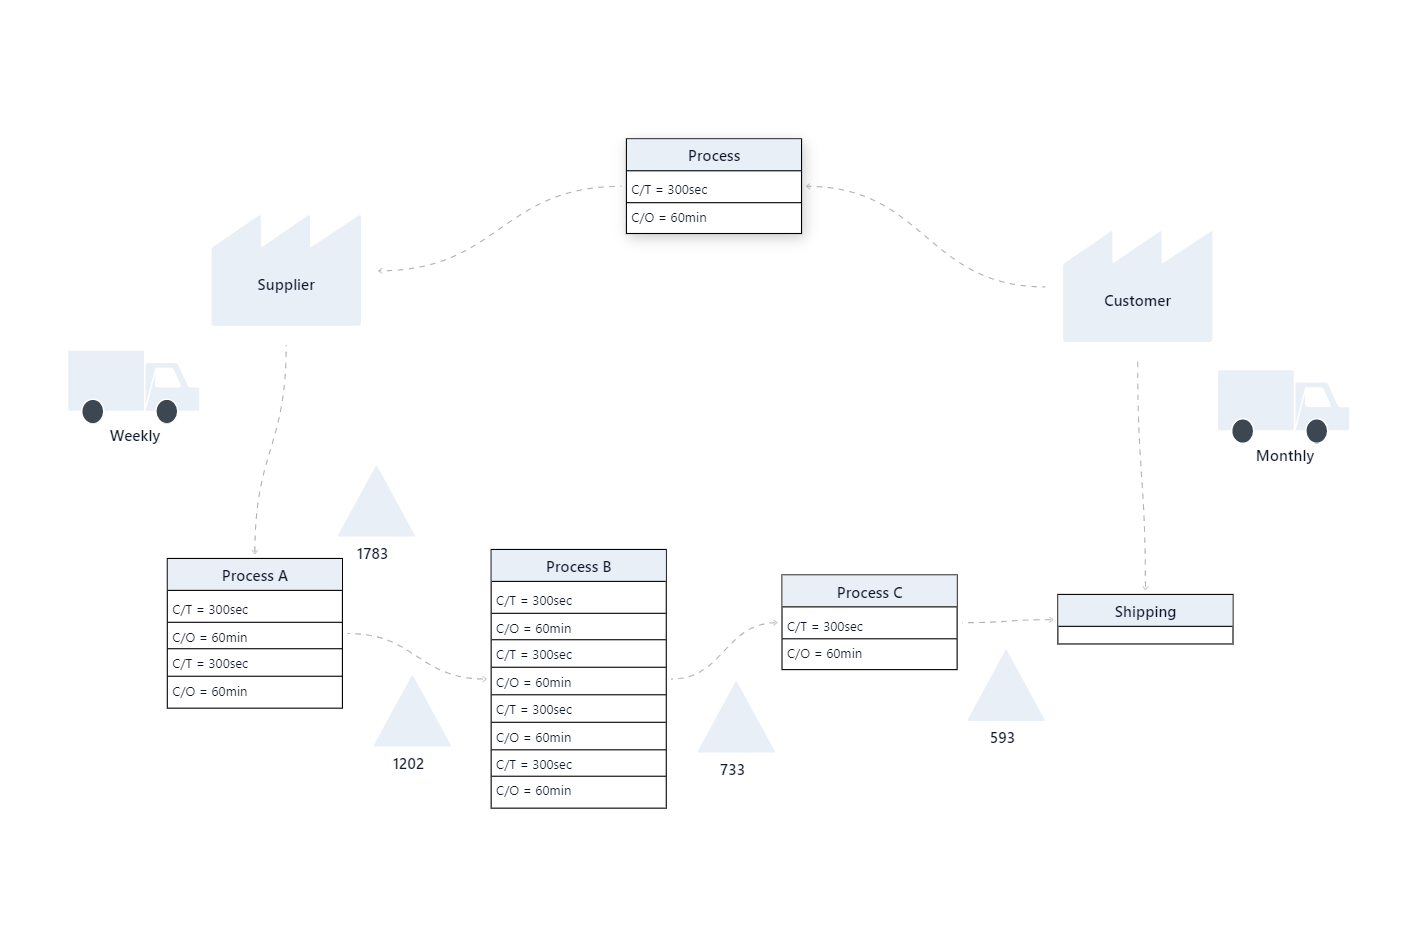 Process
C/T = 300sec
C/O = 60min
Supplier
Customer
Weekly
Monthly
1783
Process A
C/T = 300sec
C/O = 60min
C/T = 300sec
C/O = 60min
1202
Process B
C/T = 300sec
C/O = 60min
C/T = 300sec
C/O = 60min
C/T = 300sec
C/O = 60min
C/T = 300sec
C/O = 60min
733
Process C
C/T = 300sec
C/O = 60min
593
Shipping